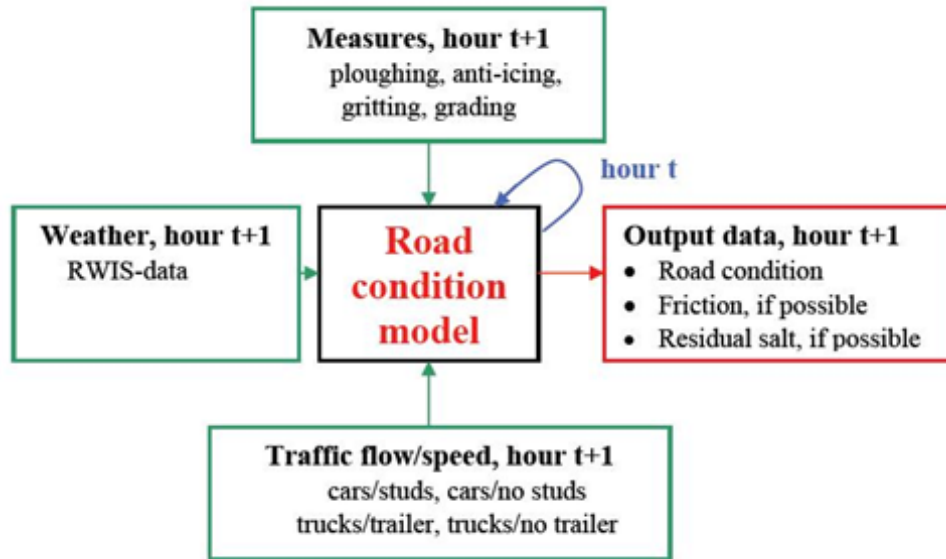 Measures, hour t+1
ploughing, anti-icing,
gritting, grading
hour t
Weather, hour t+1
RWIS-data
Road
condition
model
Output data, hour t+1
• Road condition
• Friction, if possible
• Residual salt, if possible
Traffic flow/speed, hour t+1
cars/studs, cars/no studs
trucks/trailer, trucks/no trailer